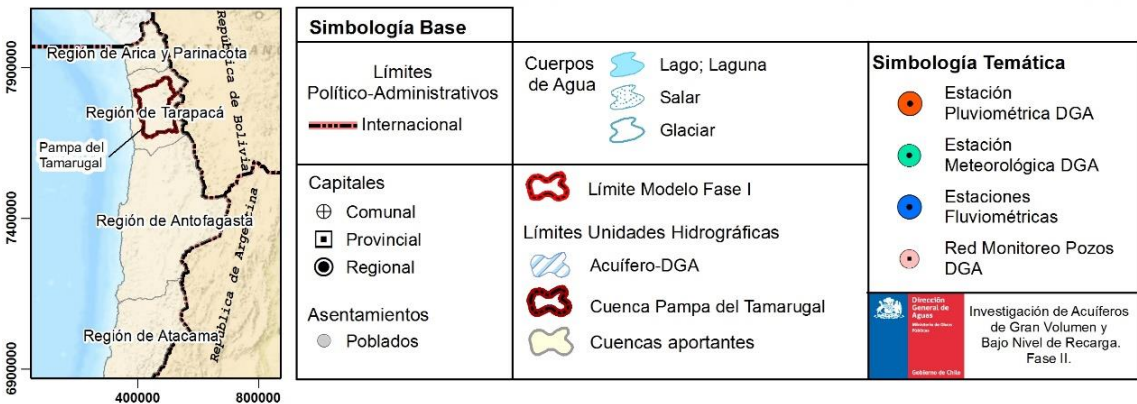 7900000
7400000
6900000
400000
800000
República de Bolivia
República de Argentina
Región de Arica y Parinacota
Región de Tarapacá
Pampa del
Tamarugal
Región de Antofagasta
Región de Atacama
Simbología Base
Límites
Político-Administrativos
Internacional
Cuerpos
de Agua
Lago; Laguna
Salar
Glaciar
Capitales
Comunal
Provincial
Regional
Asentamientos
Poblados
Límite Modelo Fase I
Límites Unidades Hidrográficas
Acuífero-DGA
Cuenca Pampa del Tamarugal
Cuencas aportantes
Simbología Temática
Estación
Pluviométrica DGA
Estación
Meteorológica DGA
Estaciones
Fluviométricas
Red Monitoreo Pozos
DGA
Dirección
General de
Aguas
Ministerio de Obras
Públicas
Gobierno de Chile
Investigación de Acuíferos
de Gran Volumen y
Bajo Nivel de Recarga.
Fase II.